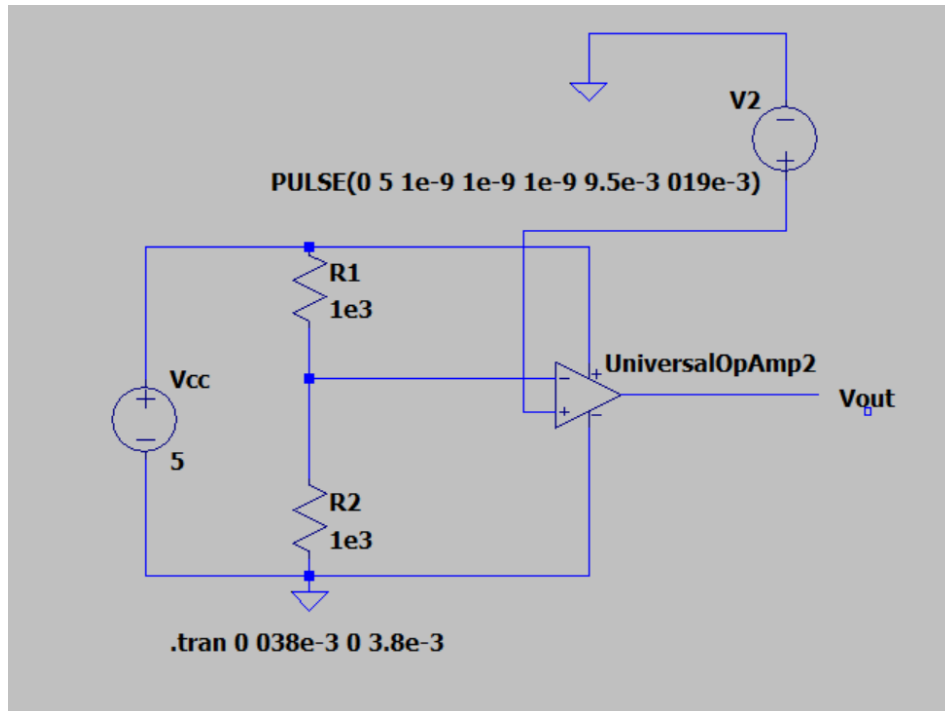 V2
PULSE(0 5 1e-9 1e-9 1e-9 9.5e-3 019e-3)
R1
1e3
UniversalOpAmp2
Vcc
Vout
5
R2
1e3
.tran 0 038e-3 0 3.8e-3